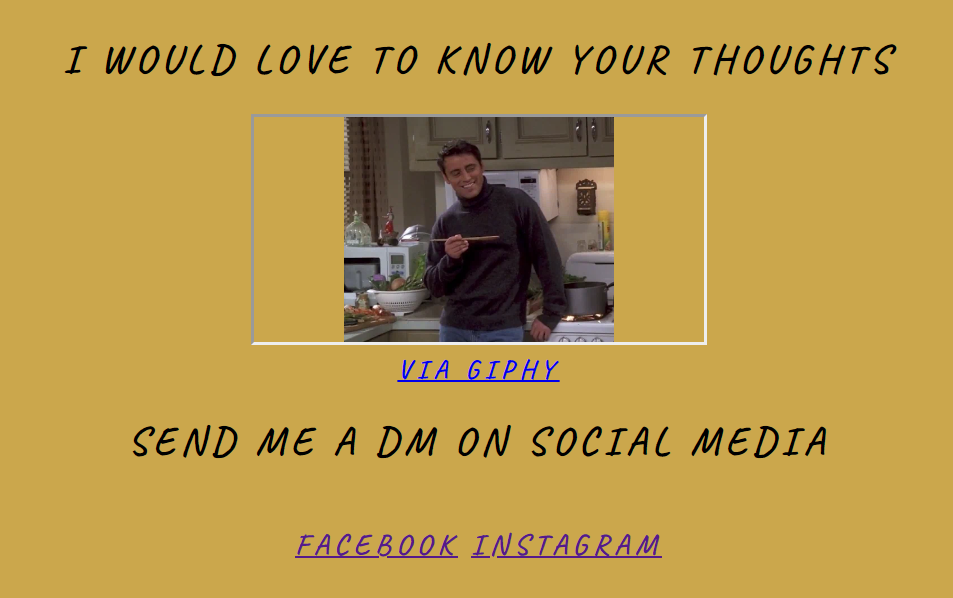 I WOULD LOVE TO KNOW YOUR THOUGHTS
VIA GIPHY
SEND ME A DM ON SOCIAL MEDIA
FACEBOOK INSTAGRAM